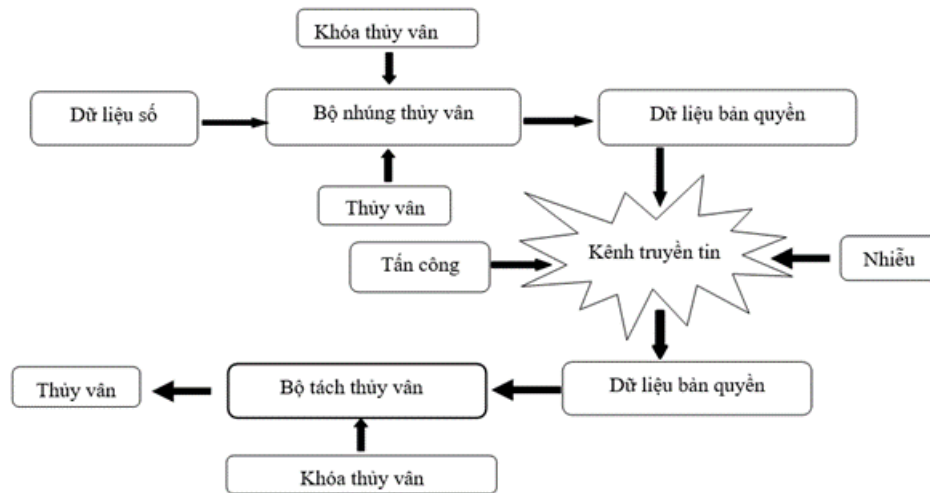 Khóa thủy vân
Dữ liệu số
Bộ nhúng thủy vân
Dữ liệu bản quyền
Thủy vân
Tấn công
Kênh truyền tin
Nhiễu
Thủy vân
Bộ tách thủy vân
Dữ liệu bản quyền
Khóa thủy vân